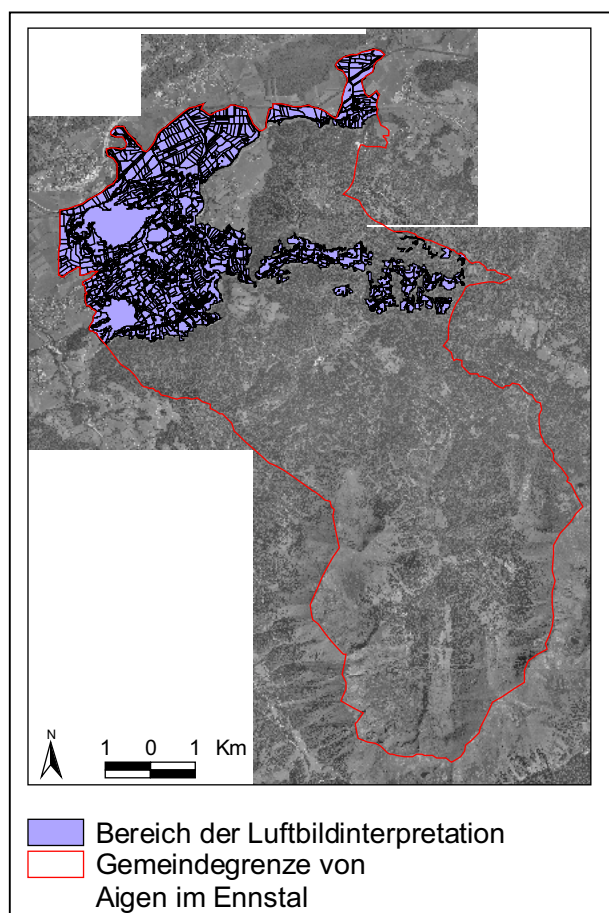 N
1 0 1 Km
Bereich der Luftbildinterpretation
Gemeindegrenze von
Aigen im Ennstal